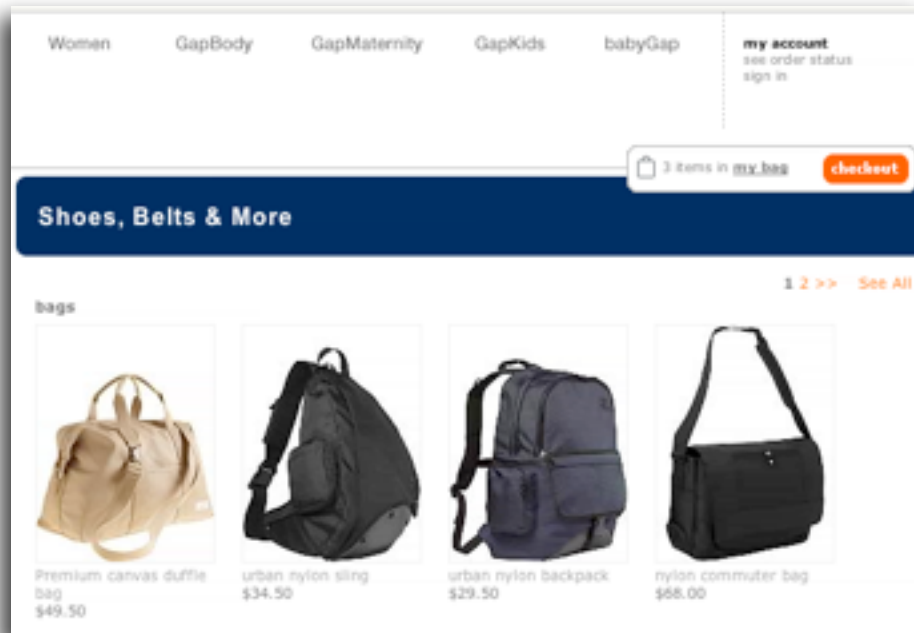 Women GapBody GapMaternity GapKids babyGap
my account
see order status
sign in
3 items in my bag checkout
Shoes, Belts & More
1 2 >> See All
bags
Premium canvas duffle
bag
$49.50
urban nylon sling
$34.50
urban nylon backpack
$29.50
nylon commuter bag
$68.00